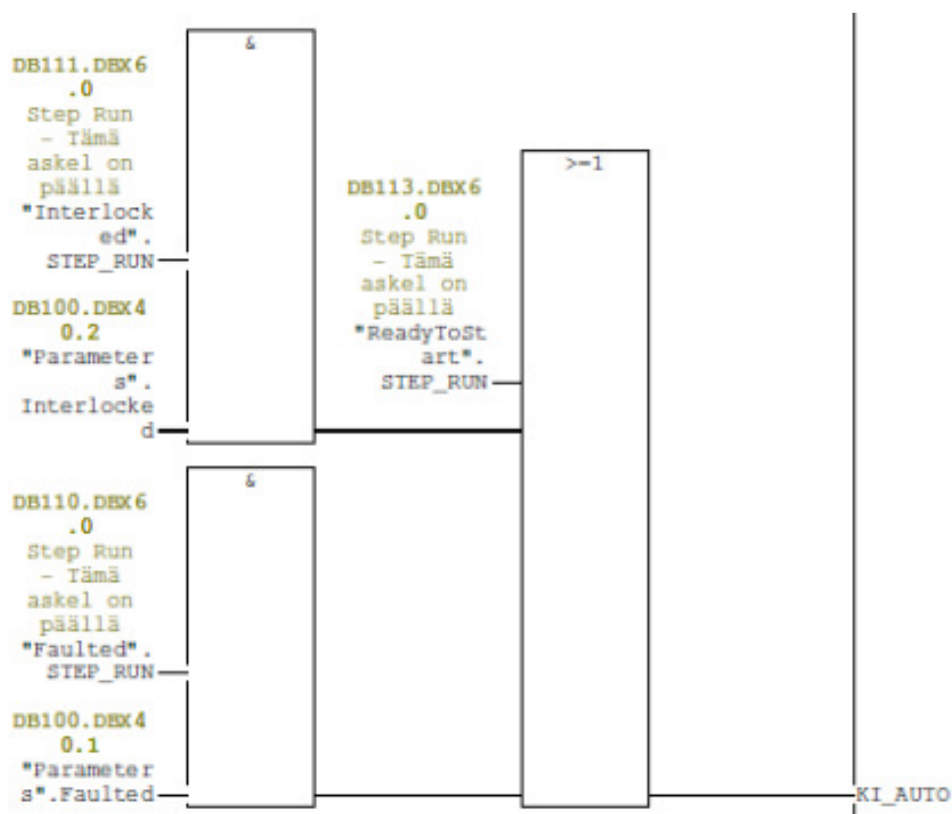 &
DB111.DBX6
.0
Step Run
- Tämä
askel on
päällä
"Interlock
ed".
STEP_RUN
DB100.DBX4
0.2
"Parameter
s".
Interlocke
d
>=1
DB113.DBX6
.0
Step Run
- Tämä
askel on
päällä
"ReadyToSt
art".
STEP_RUN
&
DB110.DBX6
.0
Step Run
- Tämä
askel on
päällä
"Faulted".
STEP_RUN
DB100.DBX4
0.1
"Parameter
s".Faulted
KI_AUTO